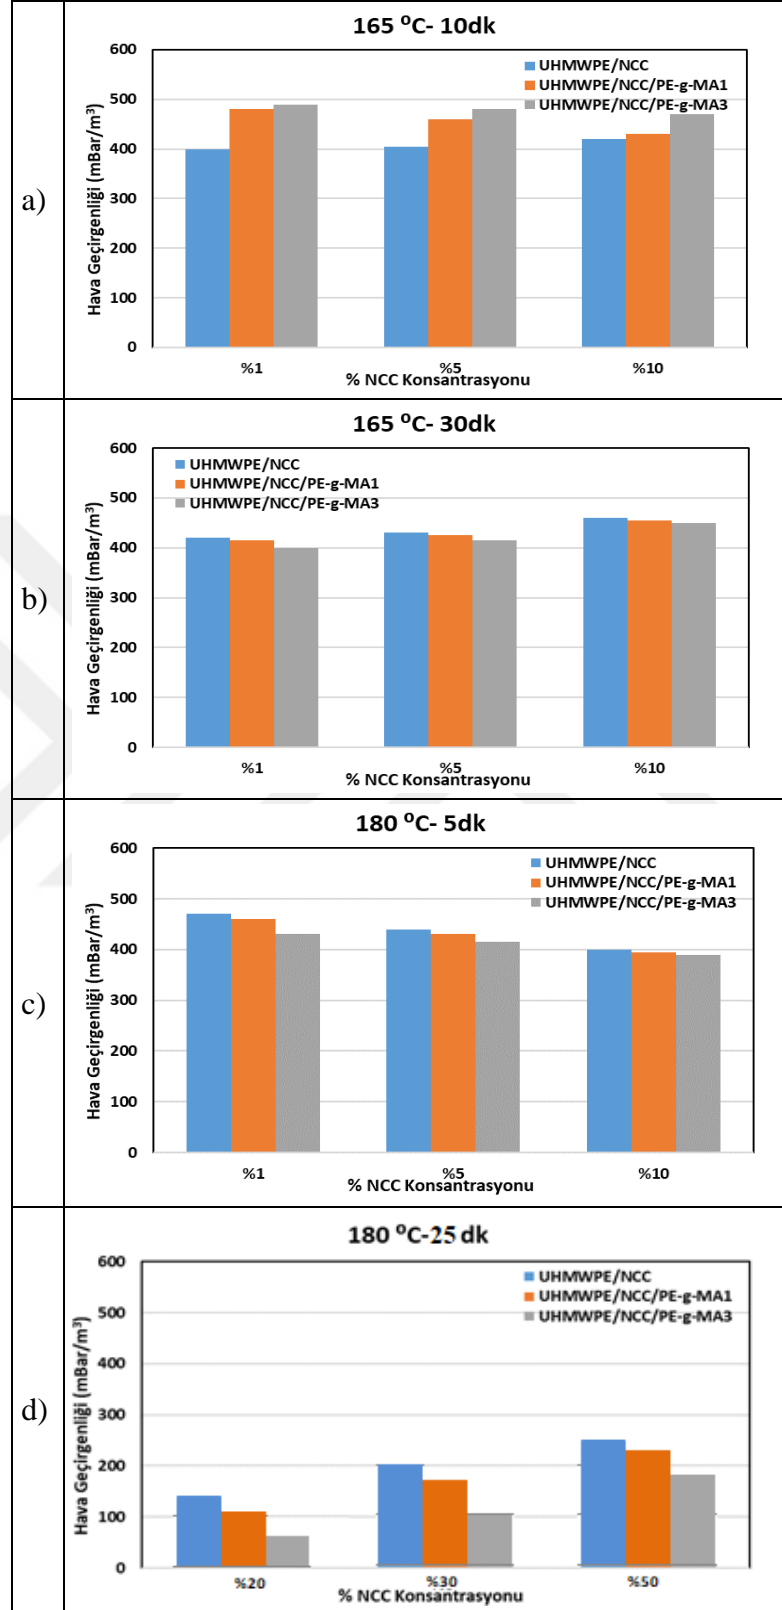 a)
165 ⁰C- 10dk
Hava Geçirgenliği (mBar/m³)
600
500
400
300
200
100
0
UHMWPE/NCC
UHMWPE/NCC/PE-g-MA1
UHMWPE/NCC/PE-g-MA3
%1 %5 %10
% NCC Konsantrasyonu
b)
165 ⁰C- 30dk
Hava Geçirgenliği (mBar/m³)
600
500
400
300
200
100
0
UHMWPE/NCC
UHMWPE/NCC/PE-g-MA1
UHMWPE/NCC/PE-g-MA3
%1 %5 %10
% NCC Konsantrasyonu
c)
180 ⁰C- 5dk
Hava Geçirgenliği (mBar/m³)
600
500
400
300
200
100
0
UHMWPE/NCC
UHMWPE/NCC/PE-g-MA1
UHMWPE/NCC/PE-g-MA3
%1 %5 %10
% NCC Konsantrasyonu
d)
180 ⁰C-25 dk
Hava Geçirgenliği (mBar/m³)
600
500
400
300
200
100
0
UHMWPE/NCC
UHMWPE/NCC/PE-g-MA1
UHMWPE/NCC/PE-g-MA3
%20 %30 %50
% NCC Konsantrasyonu